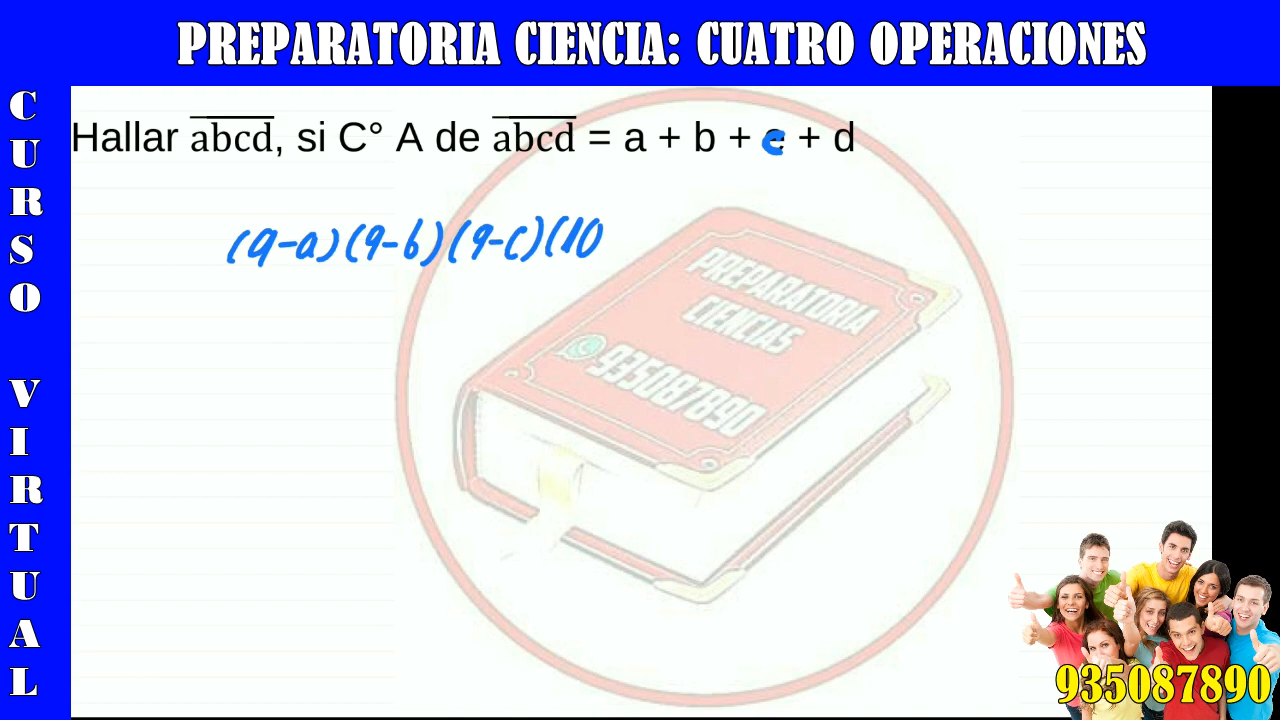 PREPARATORIA CIENCIA: CUATRO OPERACIONES
CURSO VIRTUAL
Hallar abcd, si C° A de abcd = a + b + c + d
(9-a)(9-b)(9-c)(10
PREPARATORIA
CIENCIAS
935087890
935087890